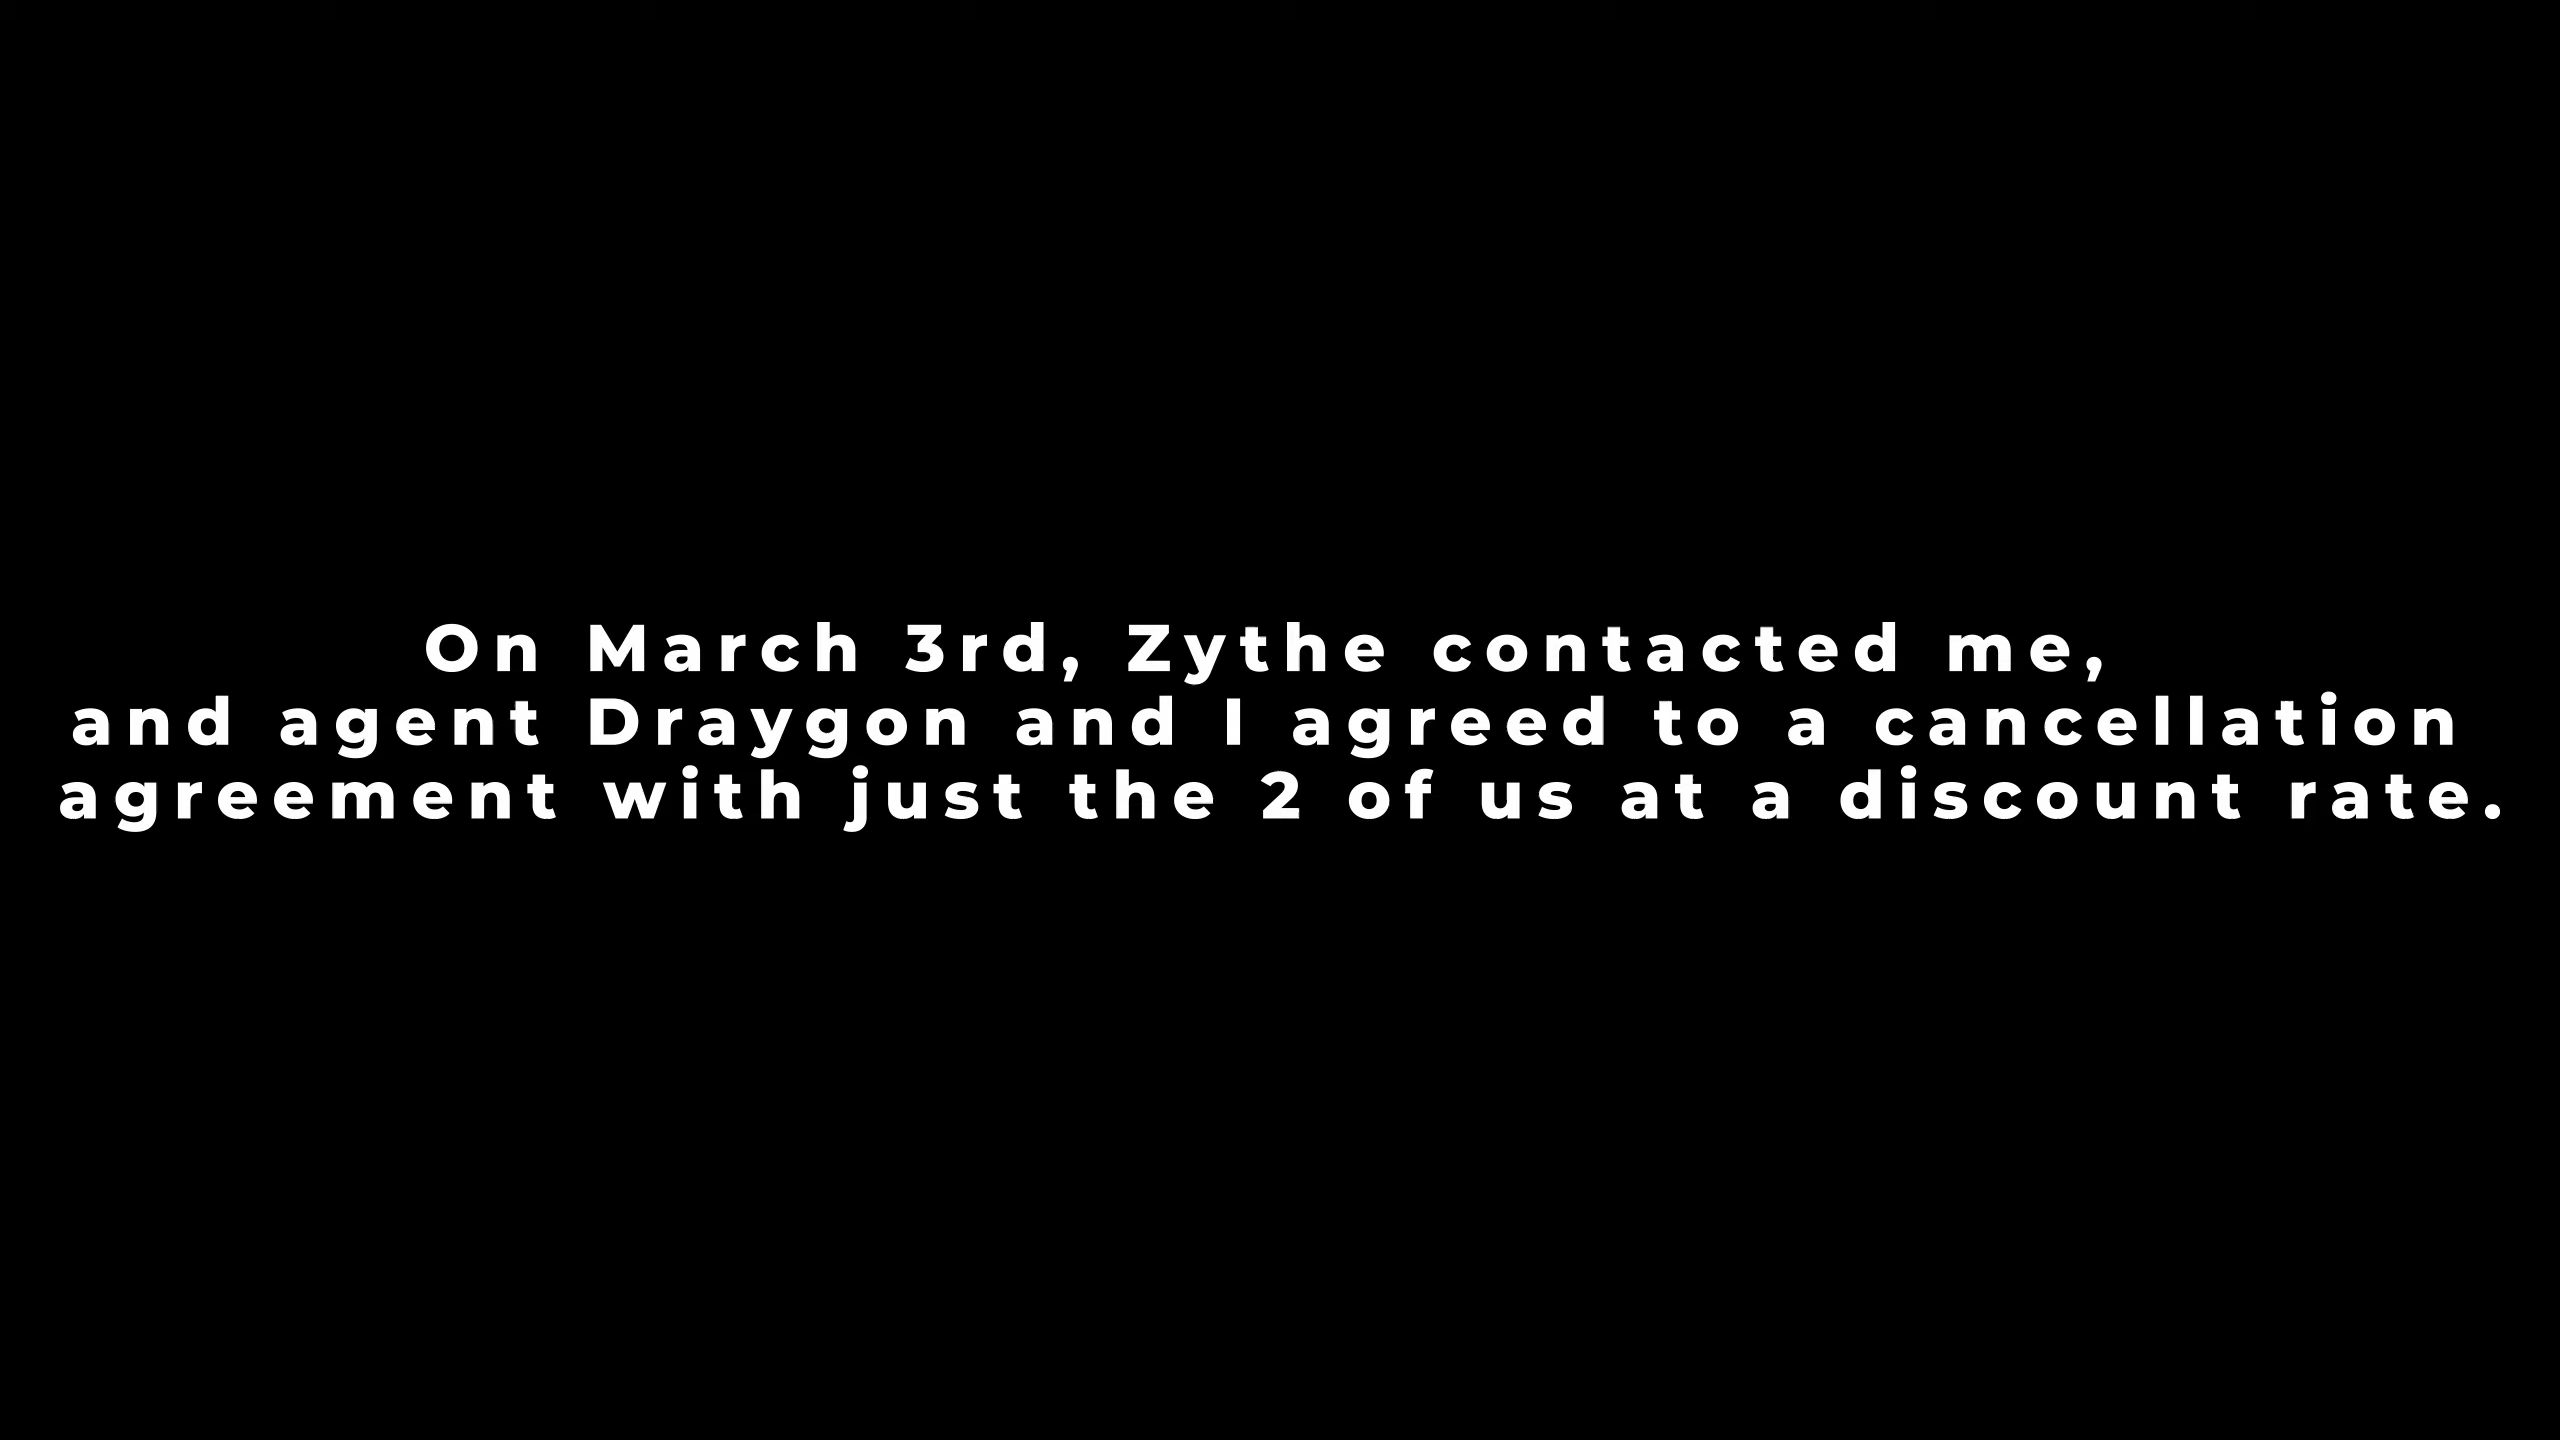 On March 3rd, Zythe contacted me,
and agent Draygon and I agreed to a cancellation
agreement with just the 2 of us at a discount rate.